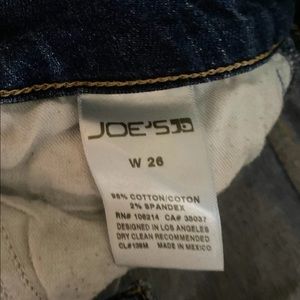 JOE'S
W 26
98% COTTON/COTON
2% SPANDEX
RN# 106214 CA# 35037
DESIGNED IN LOS ANGELES
DRY CLEAN RECOMMENDED
CL#139M MADE IN MEXICO